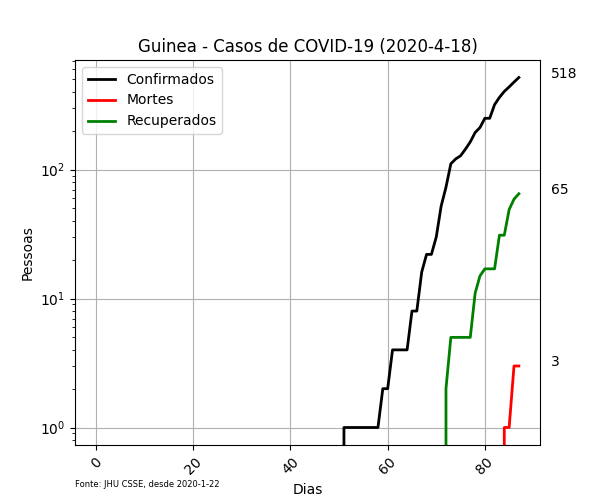 Guinea - Casos de COVID-19 (2020-4-18)
Confirmados
Mortes
Recuperados
518
65
3
Pessoas
10²
10¹
10⁰
0 20 40 60 80
Fonte: JHU CSSE, desde 2020-1-22
Dias